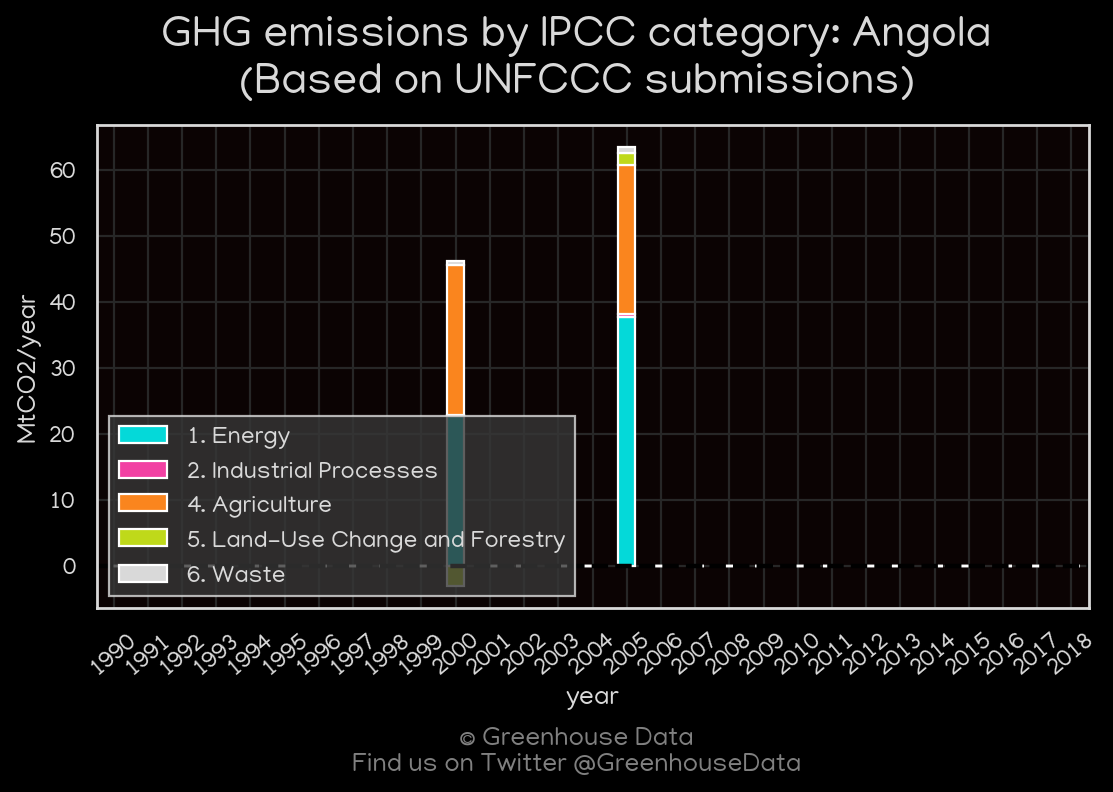 GHG emissions by IPCC category: Angola
(Based on UNFCCC submissions)
MtCO2/year
60
50
40
30
20
10
0
1. Energy
2. Industrial Processes
4. Agriculture
5. Land-Use Change and Forestry
6. Waste
1990 1991 1992 1993 1994 1995 1996 1997 1998 1999 2000 2001 2002 2003 2004 2005 2006 2007 2008 2009 2010 2011 2012 2013 2014 2015 2016 2017 2018
year
© Greenhouse Data
Find us on Twitter @GreenhouseData